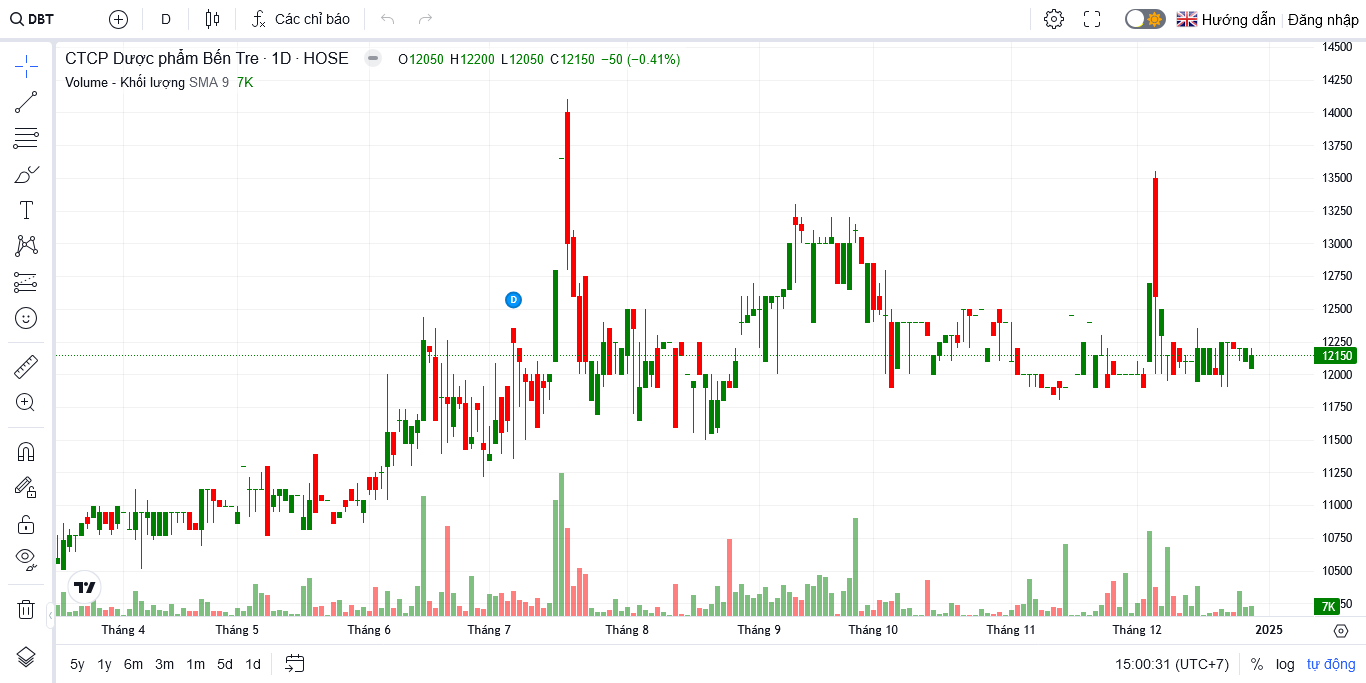 DBT D Các chỉ báo Hướng dẫn Đăng nhập
CTCP Dược phẩm Bến Tre · 1D · HOSE O12050 H12200 L12050 C12150 −50 (−0.41%)
Volume - Khối lượng SMA 9 7K
14500
14250
14000
13750
13500
13250
13000
12750
12500
12250
12150
12000
11750
11500
11250
11000
10750
10500
7K
D
Tháng 4 Tháng 5 Tháng 6 Tháng 7 Tháng 8 Tháng 9 Tháng 10 Tháng 11 Tháng 12 2025
5y 1y 6m 3m 1m 5d 1d 15:00:31 (UTC+7) % log tự động